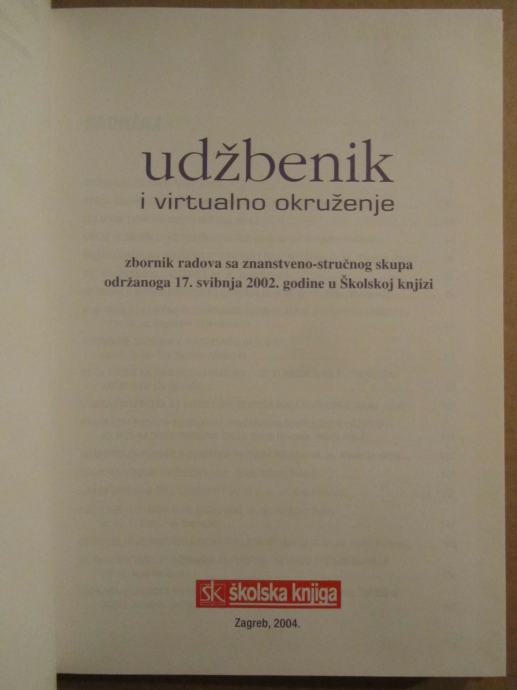 udžbenik
i virtualno okruženje
zbornik radova sa znanstveno-stručnog skupa
održanoga 17. svibnja 2002. godine u Školskoj knjizi
ŠK školska knjiga
Zagreb, 2004.